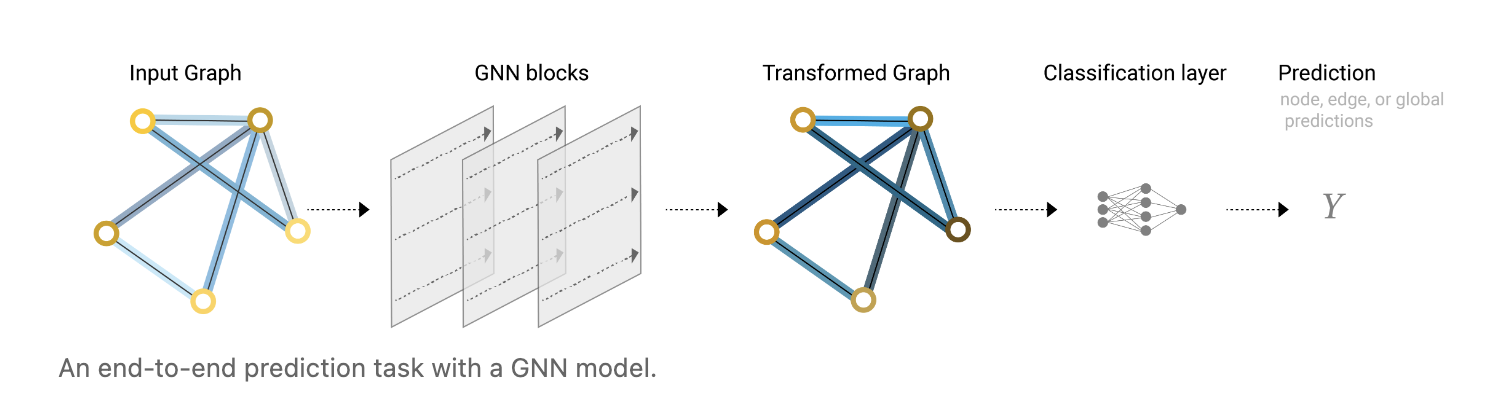 Input Graph
GNN blocks
Transformed Graph
Classification layer
Prediction
node, edge, or global
predictions
Y
An end-to-end prediction task with a GNN model.